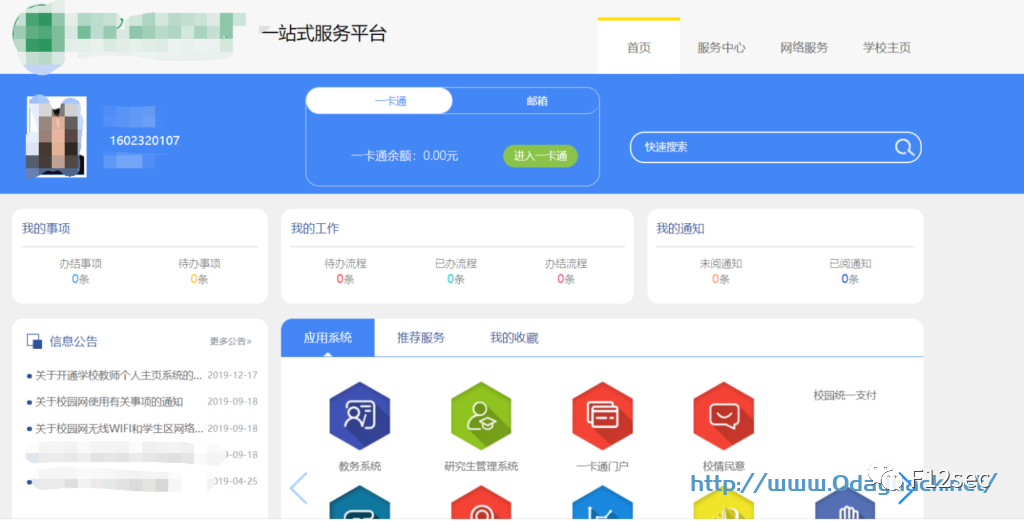 一站式服务平台
首页 服务中心 网络服务 学校主页
一卡通 邮箱
1602320107
一卡通余额：0.00元 进入一卡通
快速搜索
我的事项 我的工作 我的通知
办结事项 待办事项 待办流程 已办流程 办结流程 未阅通知 已阅通知
0条 0条 0条 0条 0条 0条 0条
信息公告 更多公告>
应用系统 推荐服务 我的收藏
关于开通学校教师个人主页系统的... 2019-12-17
关于校园网使用有关事项的通知 2019-09-18
关于校园网无线WIFI和学生区网络... 2019-09-18
9-09-18
2019-04-25
校园统一支付
教务系统 研究生管理系统 一卡通门户 校情民意
F12sec